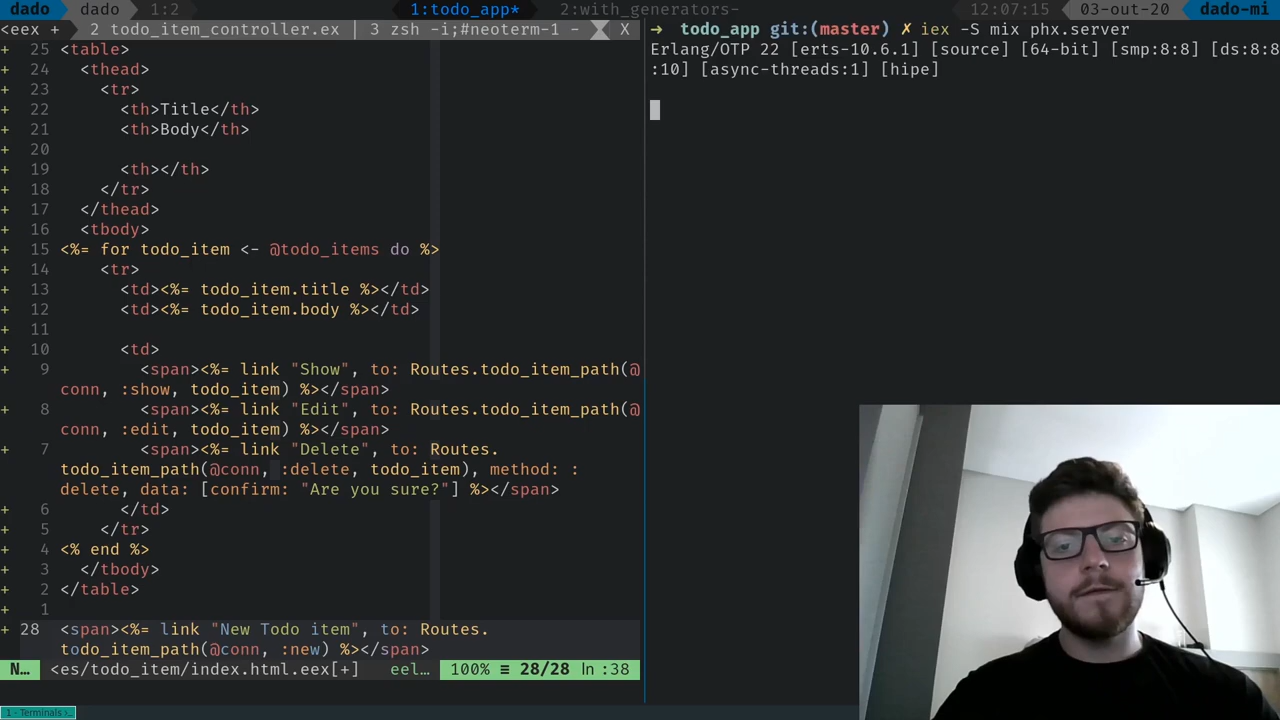 dado dado 1:2 1:todo_app* 2:with_generators- 12:07:15 03-out-20 dado-mi
<eex + 2 todo_item_controller.ex | 3 zsh -i;#neoterm-1 - X
+ 25 <table>
+ 24 <thead>
+ 23 <tr>
+ 22 <th>Title</th>
+ 21 <th>Body</th>
+ 20
+ 19 <th></th>
+ 18 </tr>
+ 17 </thead>
+ 16 <tbody>
+ 15 <%= for todo_item <- @todo_items do %>
+ 14 <tr>
+ 13 <td><%= todo_item.title %></td>
+ 12 <td><%= todo_item.body %></td>
+ 11
+ 10 <td>
+ 9 <span><%= link "Show", to: Routes.todo_item_path(@
conn, :show, todo_item) %></span>
+ 8 <span><%= link "Edit", to: Routes.todo_item_path(@
conn, :edit, todo_item) %></span>
+ 7 <span><%= link "Delete", to: Routes.
todo_item_path(@conn, :delete, todo_item), method: :
delete, data: [confirm: "Are you sure?"] %></span>
+ 6 </td>
+ 5 </tr>
+ 4 <% end %>
+ 3 </tbody>
+ 2 </table>
+ 1
+ 28 <span><%= link "New Todo item", to: Routes.
todo_item_path(@conn, :new) %></span>
N… <es/todo_item/index.html.eex[+] eel… 100% ≡ 28/28 ln :38
→ todo_app git:(master) ✗ iex -S mix phx.server
Erlang/OTP 22 [erts-10.6.1] [source] [64-bit] [smp:8:8] [ds:8:8
:10] [async-threads:1] [hipe]
1 - Terminals